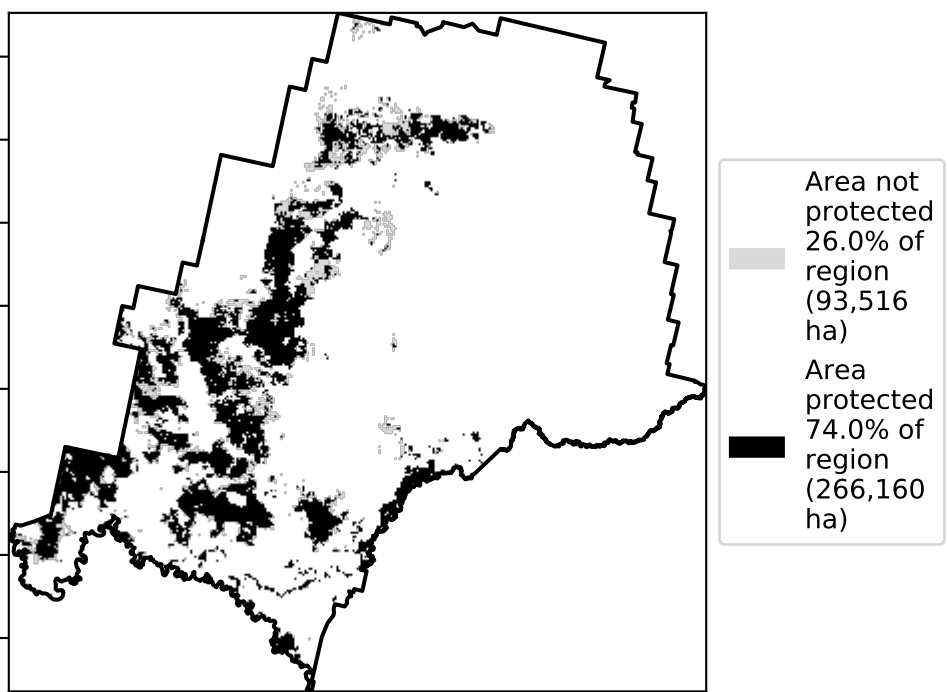 Area not
protected
26.0% of
region
(93,516
ha)
Area
protected
74.0% of
region
(266,160
ha)